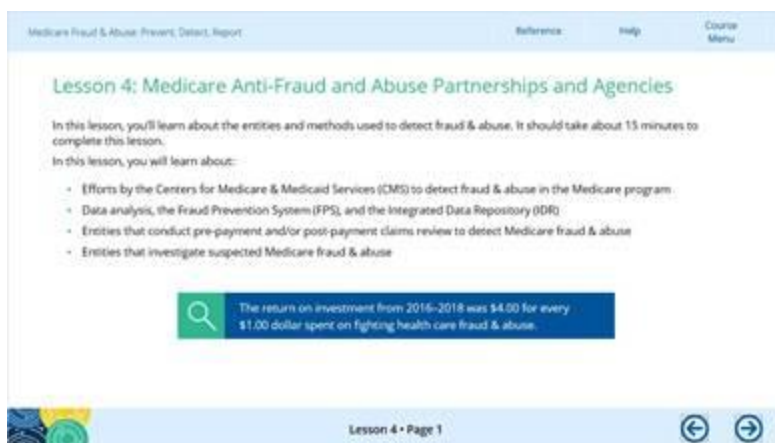 Medicare Fraud & Abuse: Prevent, Detect, Report
Reference
Help
Course
Menu
Lesson 4: Medicare Anti-Fraud and Abuse Partnerships and Agencies
In this lesson, you'll learn about the entities and methods used to detect fraud & abuse. It should take about 15 minutes to
complete this lesson.
In this lesson, you will learn about:
• Efforts by the Centers for Medicare & Medicaid Services (CMS) to detect fraud & abuse in the Medicare program
• Data analysis, the Fraud Prevention System (FPS), and the Integrated Data Repository (IDR)
• Entities that conduct pre-payment and/or post-payment claims review to detect Medicare fraud & abuse
• Entities that investigate suspected Medicare fraud & abuse
The return on investment from 2016–2018 was $4.00 for every
$1.00 dollar spent on fighting health care fraud & abuse.
Lesson 4 • Page 1